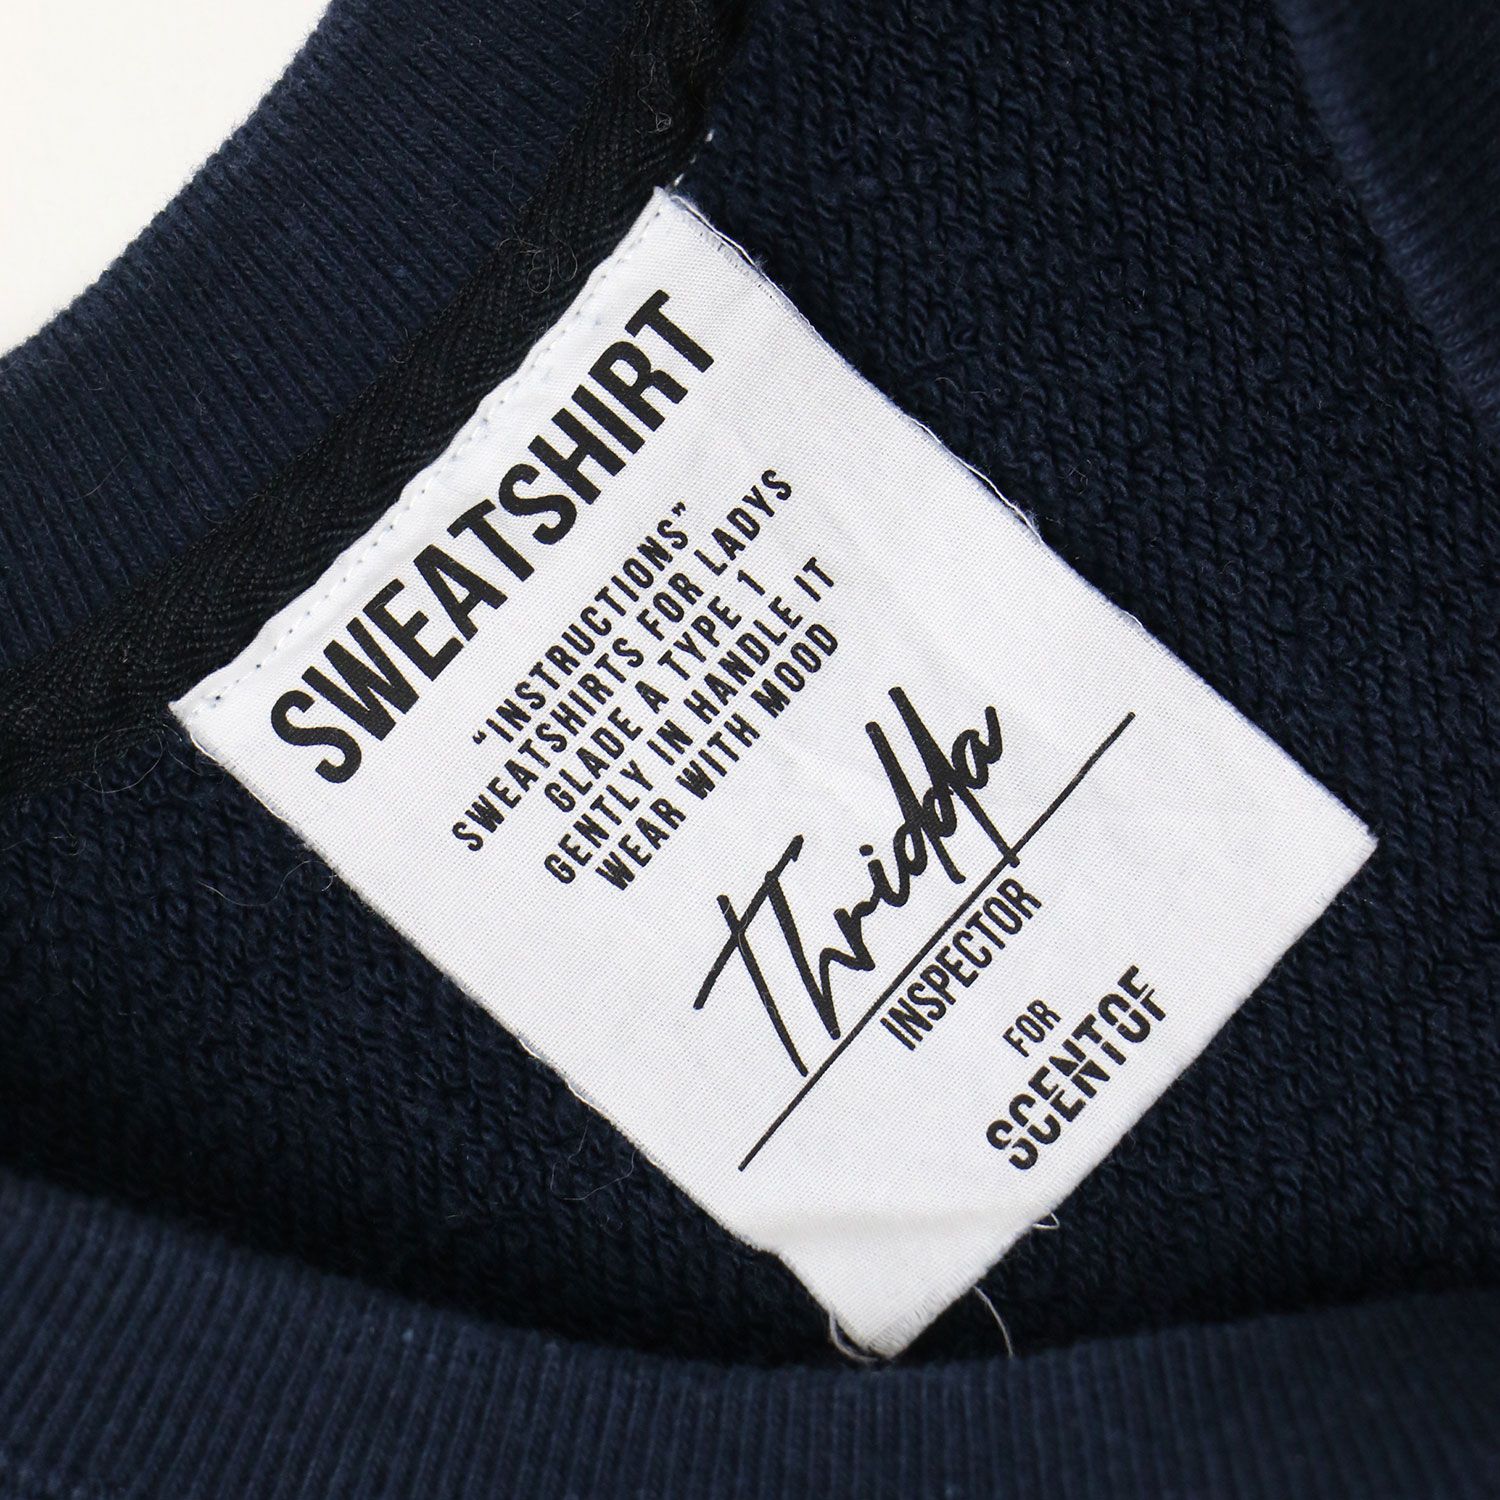 SWEATSHIRT
"INSTRUCTIONS"
SWEATSHIRTS FOR LADYS
GLADE A TYPE 1
GENTLY IN HANDLE IT
WEAR WITH MOOD
INSPECTOR
FOR
SCENTOF